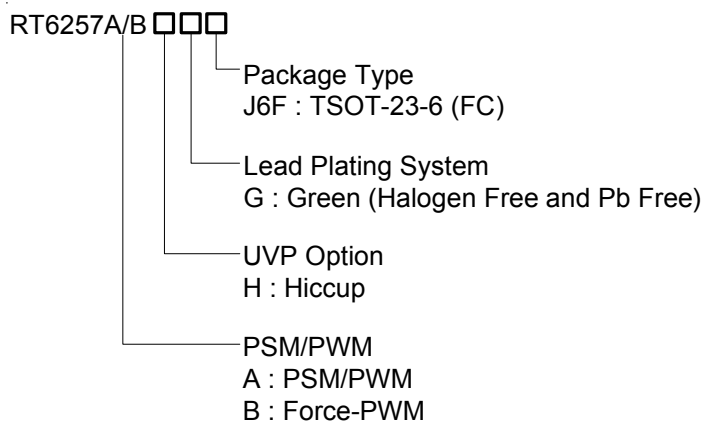 RT6257A/B
Package Type
J6F : TSOT-23-6 (FC)
Lead Plating System
G : Green (Halogen Free and Pb Free)
UVP Option
H : Hiccup
PSM/PWM
A : PSM/PWM
B : Force-PWM